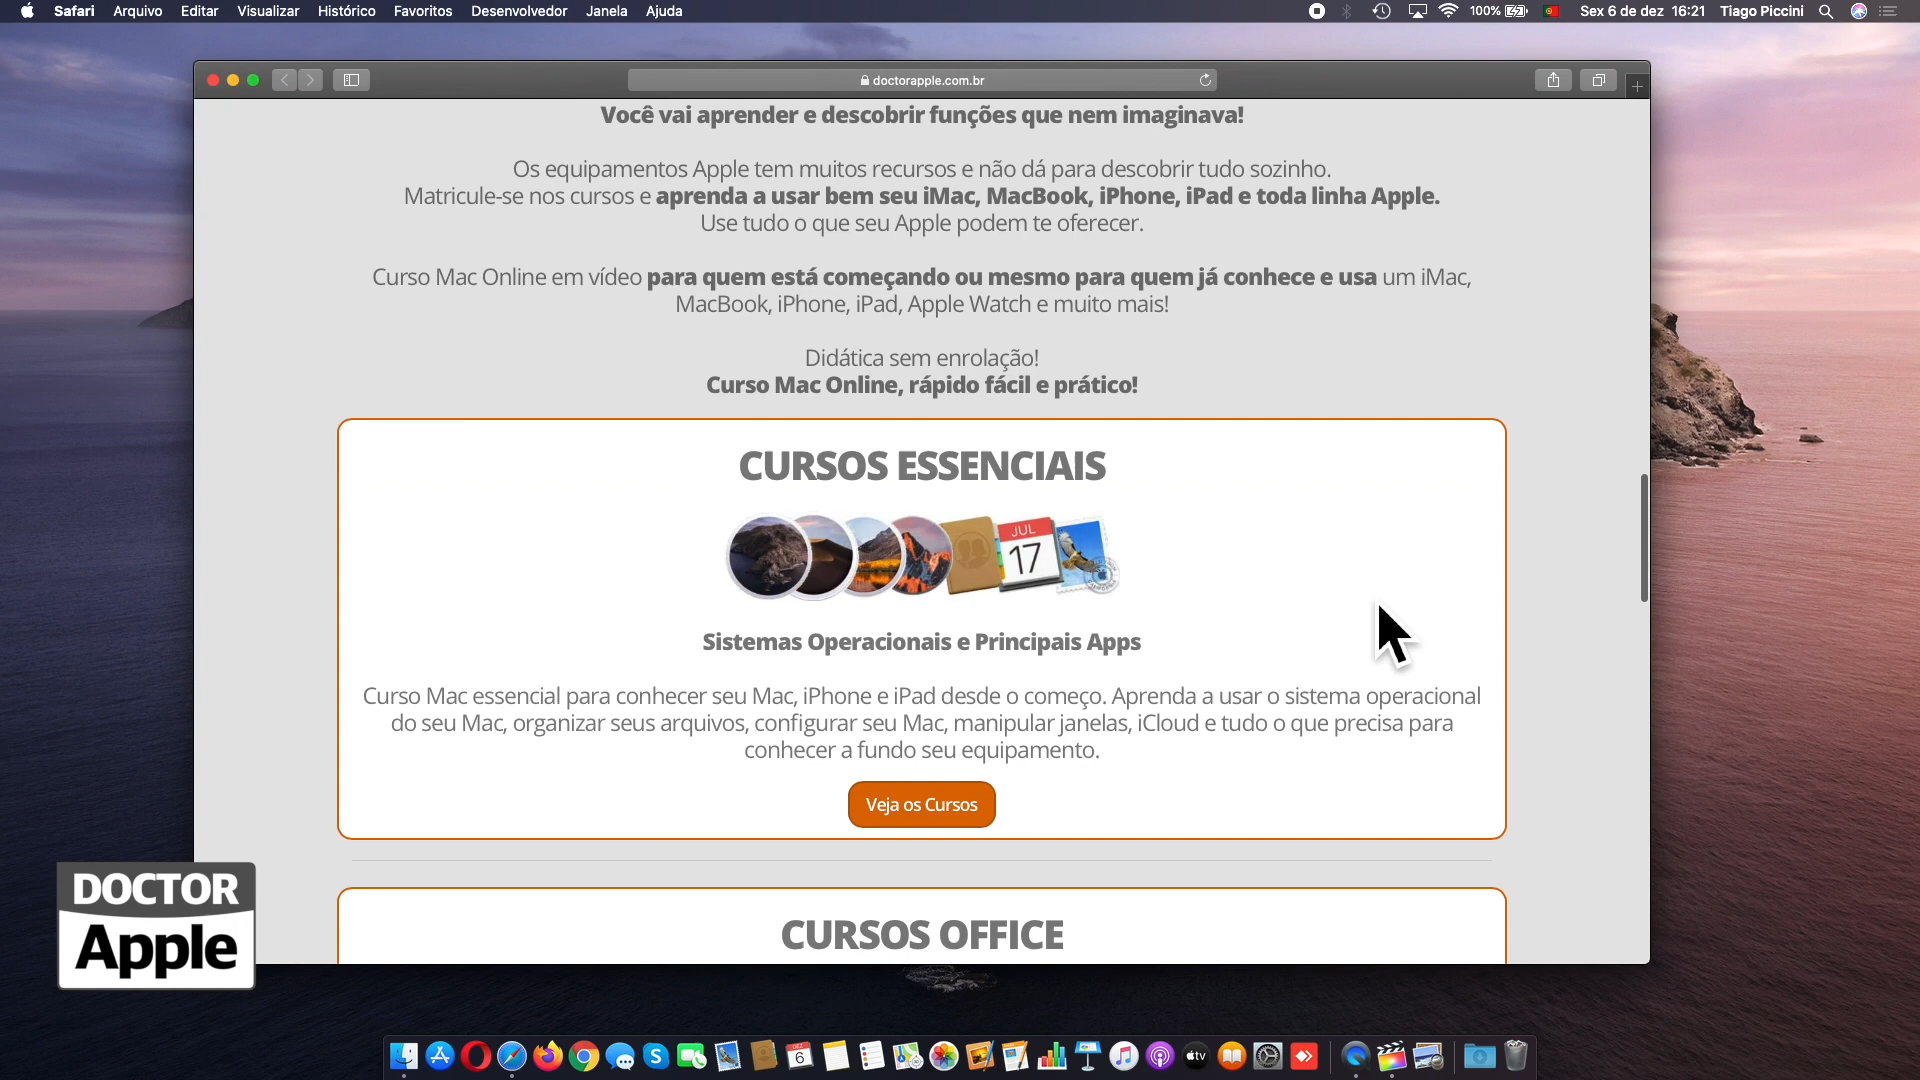 Safari Arquivo Editar Visualizar Histórico Favoritos Desenvolvedor Janela Ajuda
100% Sex 6 de dez 16:21 Tiago Piccini
doctorapple.com.br
Você vai aprender e descobrir funções que nem imaginava!
Os equipamentos Apple tem muitos recursos e não dá para descobrir tudo sozinho.
Matricule-se nos cursos e aprenda a usar bem seu iMac, MacBook, iPhone, iPad e toda linha Apple.
Use tudo o que seu Apple podem te oferecer.
Curso Mac Online em vídeo para quem está começando ou mesmo para quem já conhece e usa um iMac,
MacBook, iPhone, iPad, Apple Watch e muito mais!
Didática sem enrolação!
Curso Mac Online, rápido fácil e prático!
CURSOS ESSENCIAIS
JUL
17
Sistemas Operacionais e Principais Apps
Curso Mac essencial para conhecer seu Mac, iPhone e iPad desde o começo. Aprenda a usar o sistema operacional
do seu Mac, organizar seus arquivos, configurar seu Mac, manipular janelas, iCloud e tudo o que precisa para
conhecer a fundo seu equipamento.
Veja os Cursos
CURSOS OFFICE
DOCTOR
Apple
DEZ
6
tv